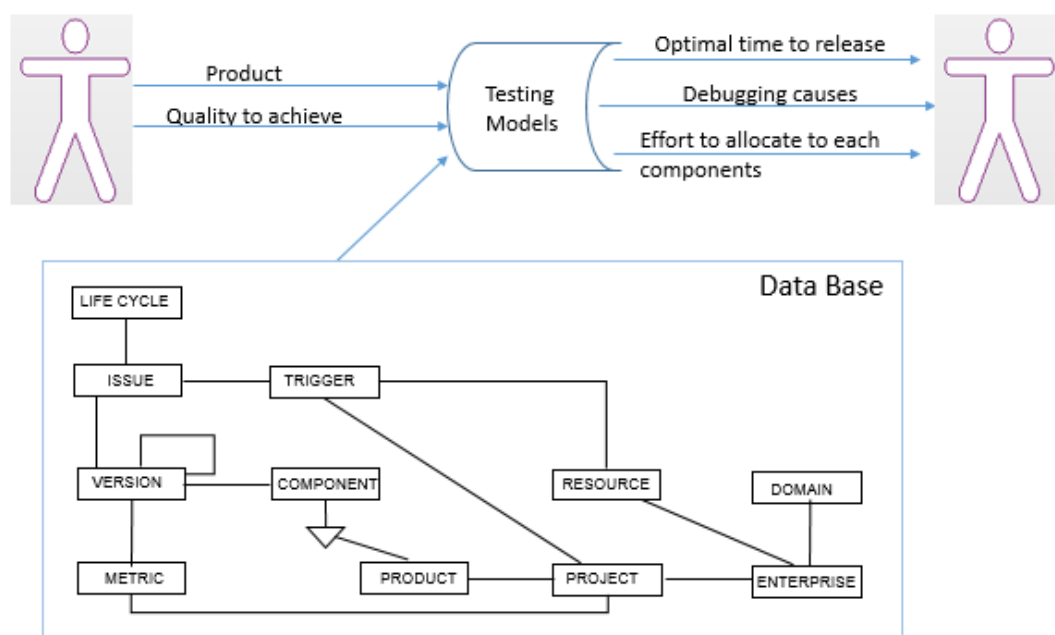 Product
Quality to achieve
Testing
Models
Optimal time to release
Debugging causes
Effort to allocate to each
components
Data Base
LIFE CYCLE
ISSUE
TRIGGER
VERSION
COMPONENT
RESOURCE
DOMAIN
METRIC
PRODUCT
PROJECT
ENTERPRISE